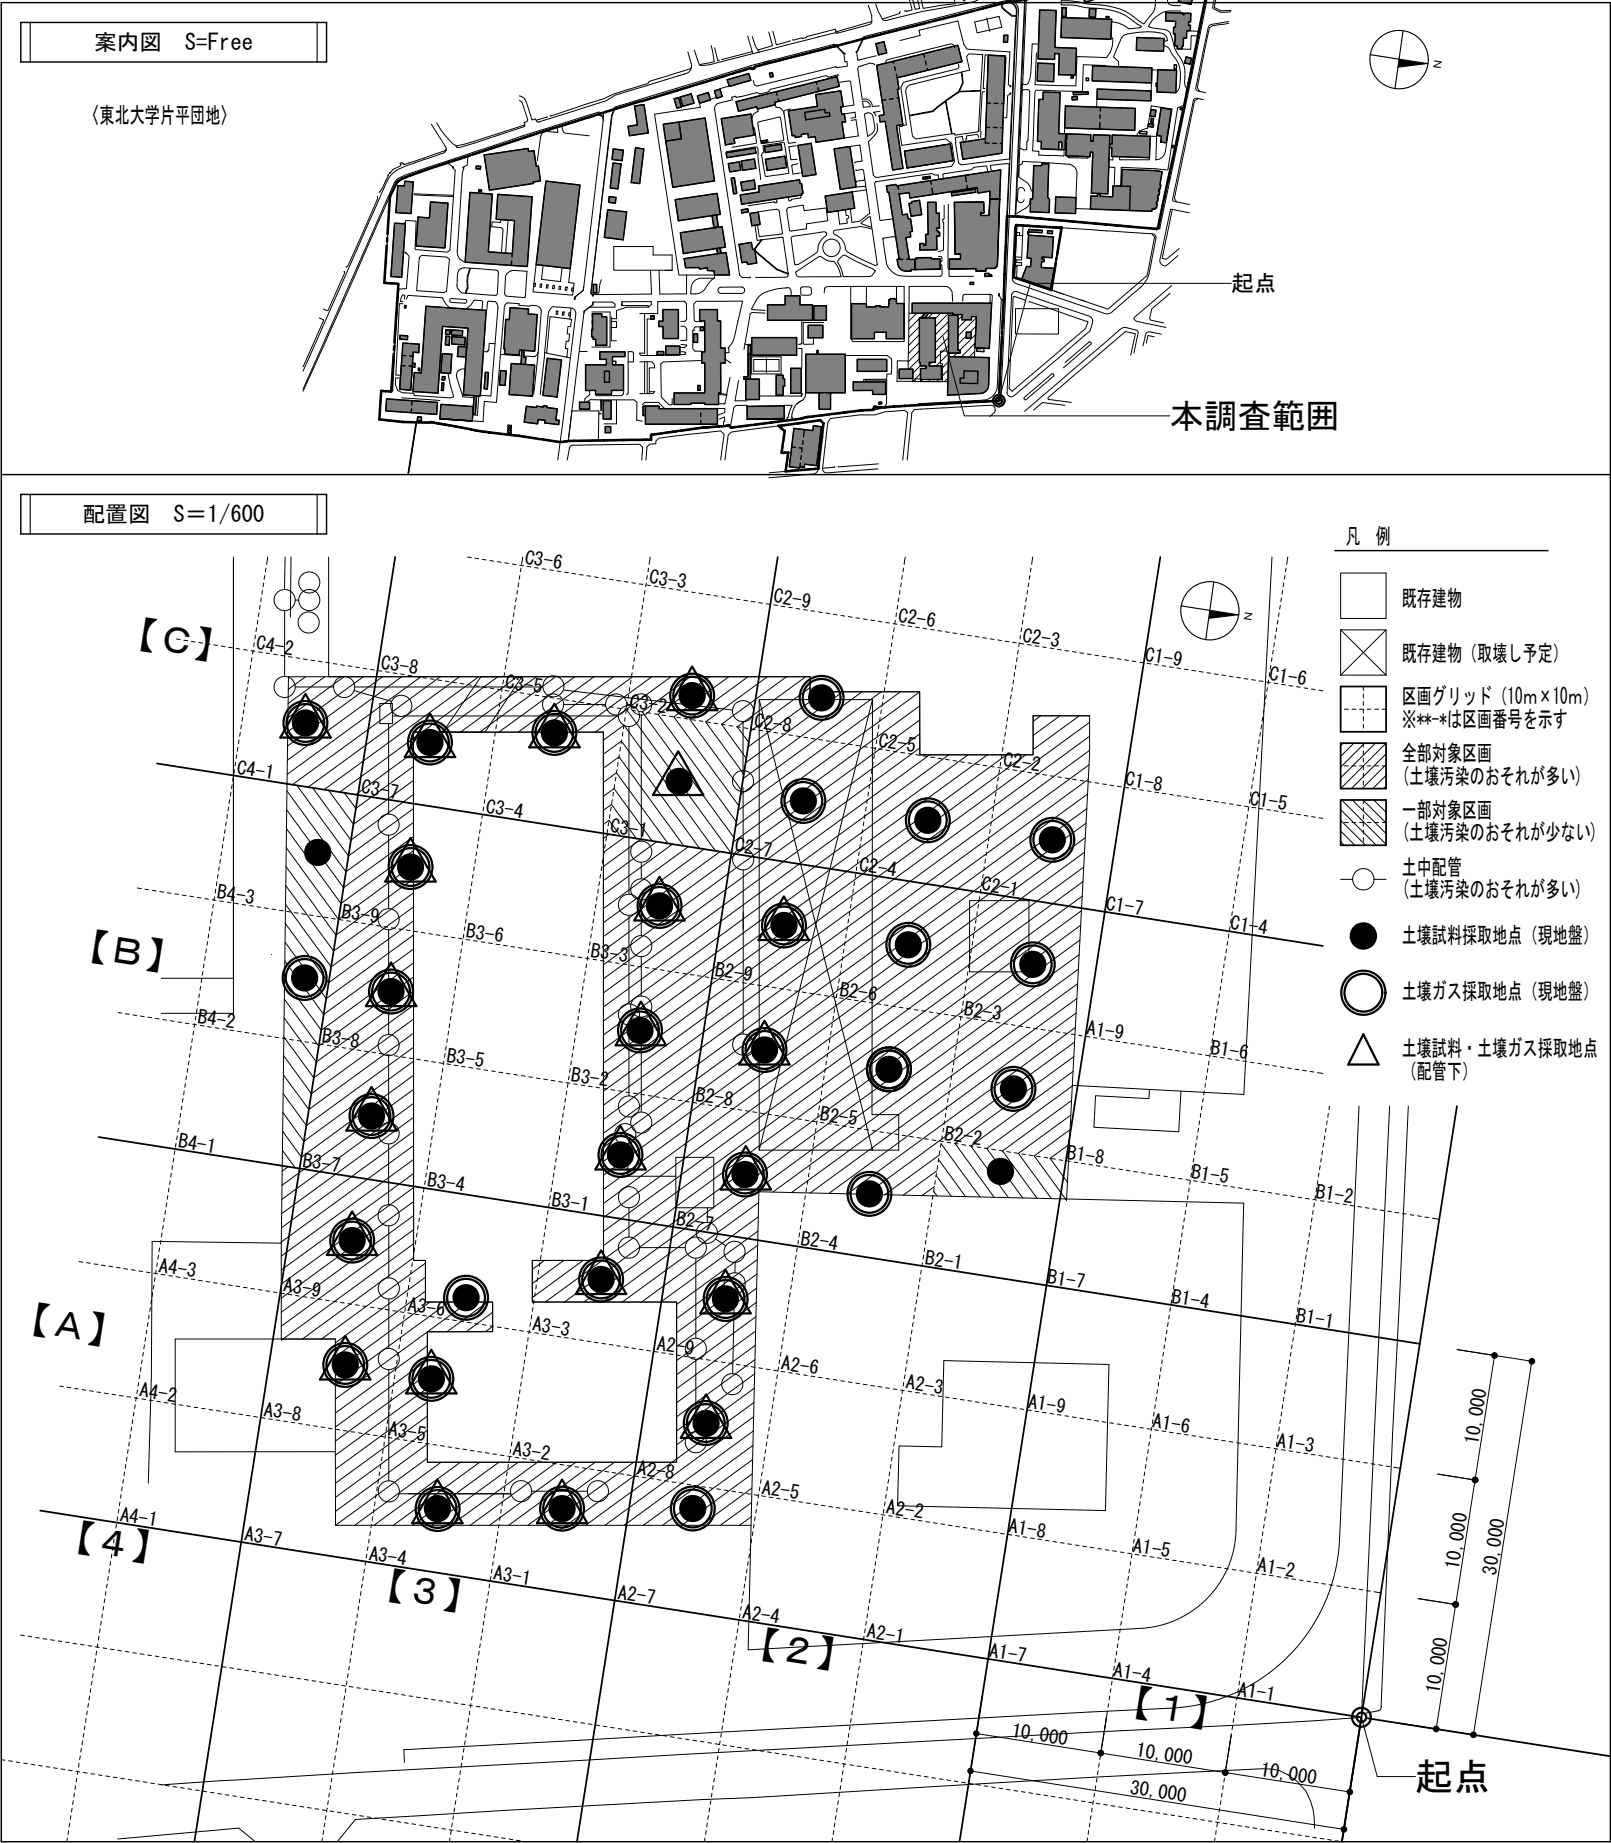 案内図　S=Free
〈東北大学片平団地〉
N
起点
本調査範囲
配置図　S＝1/600
N
凡　例
既存建物
既存建物（取壊し予定）
区画グリッド（10m×10m）
※**-*は区画番号を示す
全部対象区画
（土壌汚染のおそれが多い）
一部対象区画
（土壌汚染のおそれが少ない）
土中配管
（土壌汚染のおそれが多い）
土壌試料採取地点（現地盤）
土壌ガス採取地点（現地盤）
土壌試料・土壌ガス採取地点
（配管下）
C3-6
C3-3
C2-9
C2-6
C2-3
C1-9
C1-6
【C】
C4-2
C3-8
C3-5
C3-2
C2-8
C2-5
C2-2
C1-8
C1-5
C4-1
C3-7
C3-4
C3-1
C2-7
C2-4
C2-1
C1-7
C1-4
【B】
B4-3
B3-9
B3-6
B3-3
B2-9
B2-6
B2-3
A1-9
B1-6
B4-2
B3-8
B3-5
B3-2
B2-8
B2-5
B2-2
B1-8
B1-5
B1-2
B4-1
B3-7
B3-4
B3-1
B2-7
B2-4
B2-1
B1-7
B1-4
B1-1
【A】
A4-3
A3-9
A3-6
A3-3
A2-9
A2-6
A2-3
A1-9
A1-6
A1-3
A4-2
A3-8
A3-5
A3-2
A2-8
A2-5
A2-2
A1-8
A1-5
A1-2
A4-1
A3-7
A3-4
A3-1
A2-7
A2-4
A2-1
A1-7
A1-4
A1-1
【4】
【3】
【2】
【1】
10,000
10,000
10,000
30,000
10,000
10,000
10,000
30,000
起点